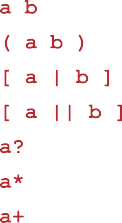 a b
( a b )
[ a | b ]
[ a || b ]
a?
a*
a+